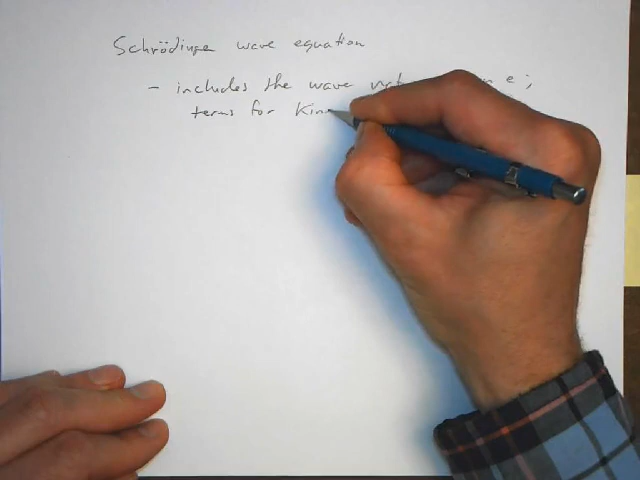 Schrödinge wave equation
- includes the wave e;
terms for Kin